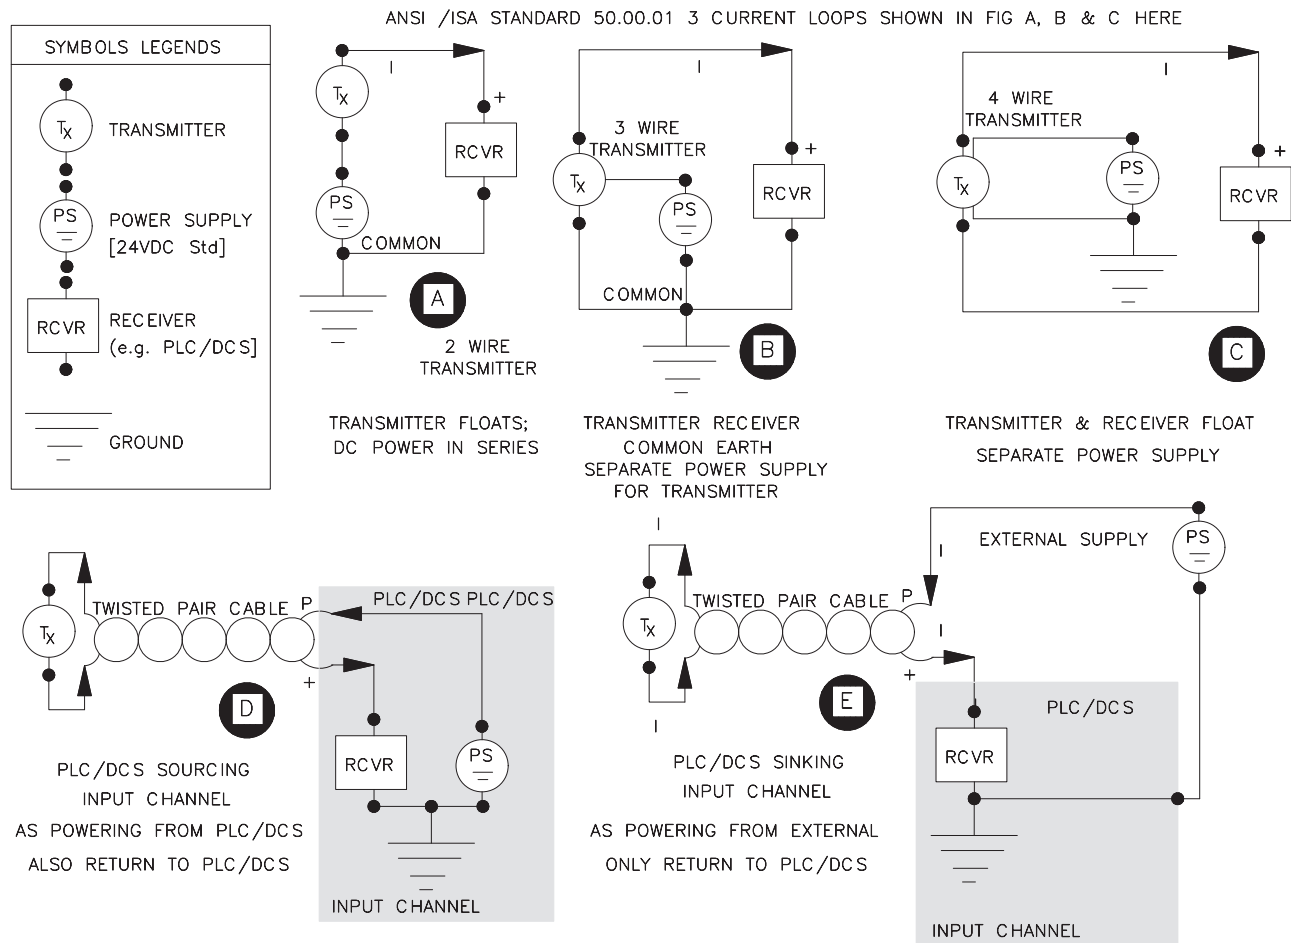 ANSI /ISA STANDARD 50.00.01 3 CURRENT LOOPS SHOWN IN FIG A, B & C HERE
SYMBOLS LEGENDS
Tx
TRANSMITTER
PS
POWER SUPPLY
[24VDC Std]
RCVR
RECEIVER
(e.g. PLC/DCS]
GROUND
I
Tx
+
RCVR
PS
COMMON
A
2 WIRE
TRANSMITTER
TRANSMITTER FLOATS;
DC POWER IN SERIES
I
3 WIRE
TRANSMITTER
Tx
PS
+
RCVR
COMMON
B
TRANSMITTER RECEIVER
COMMON EARTH
SEPARATE POWER SUPPLY
FOR TRANSMITTER
I
4 WIRE
TRANSMITTER
Tx
PS
+
RCVR
C
TRANSMITTER & RECEIVER FLOAT
SEPARATE POWER SUPPLY
Tx
TWISTED PAIR CABLE P
+
PLC/DCS PLC/DCS
D
RCVR
PS
INPUT CHANNEL
PLC/DCS SOURCING
INPUT CHANNEL
AS POWERING FROM PLC/DCS
ALSO RETURN TO PLC/DCS
I
Tx
I
TWISTED PAIR CABLE P
I
I
+
EXTERNAL SUPPLY
PS
E
I
PLC/DCS
RCVR
INPUT CHANNEL
PLC/DCS SINKING
INPUT CHANNEL
AS POWERING FROM EXTERNAL
ONLY RETURN TO PLC/DCS